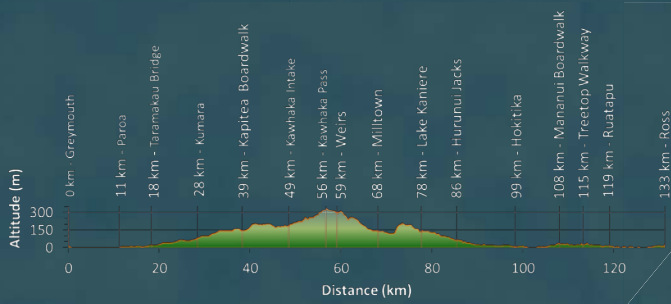 0 km - Greymouth
11 km - Paroa
18 km - Taramakau Bridge
28 km - Kumara
39 km - Kapitea Boardwalk
49 km - Kawhaka Intake
56 km - Kawhaka Pass
59 km - Weirs
68 km - Milltown
78 km - Lake Kaniere
86 km - Hurunui Jacks
99 km - Hokitika
108 km - Mananui Boardwalk
115 km - Treetop Walkway
119 km - Ruatapu
133 km - Ross
Altitude (m)
300
150
0
0 20 40 60 80 100 120
Distance (km)